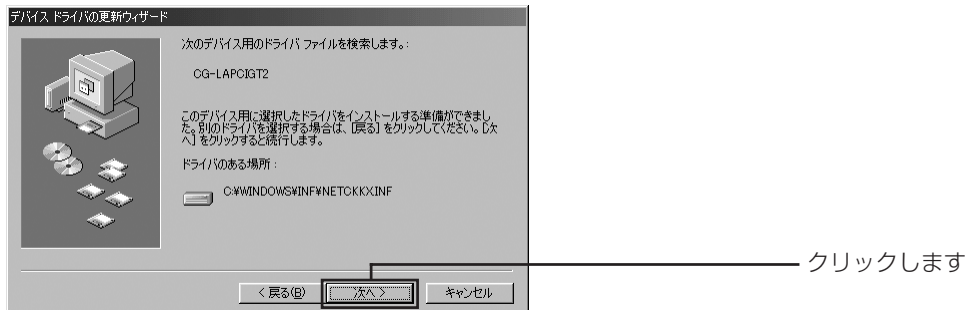 デバイス ドライバの更新ウィザード
次のデバイス用のドライバ ファイルを検索します。:
CG-LAPCIGT2
このデバイス用に選択したドライバをインストールする準備ができまし
た。別のドライバを選択する場合は、[戻る] をクリックしてください。[次
へ] をクリックすると続行します。
ドライバのある場所:
C:¥WINDOWS¥INF¥NETCKKX.INF
クリックします
< 戻る(B) 次へ > キャンセル